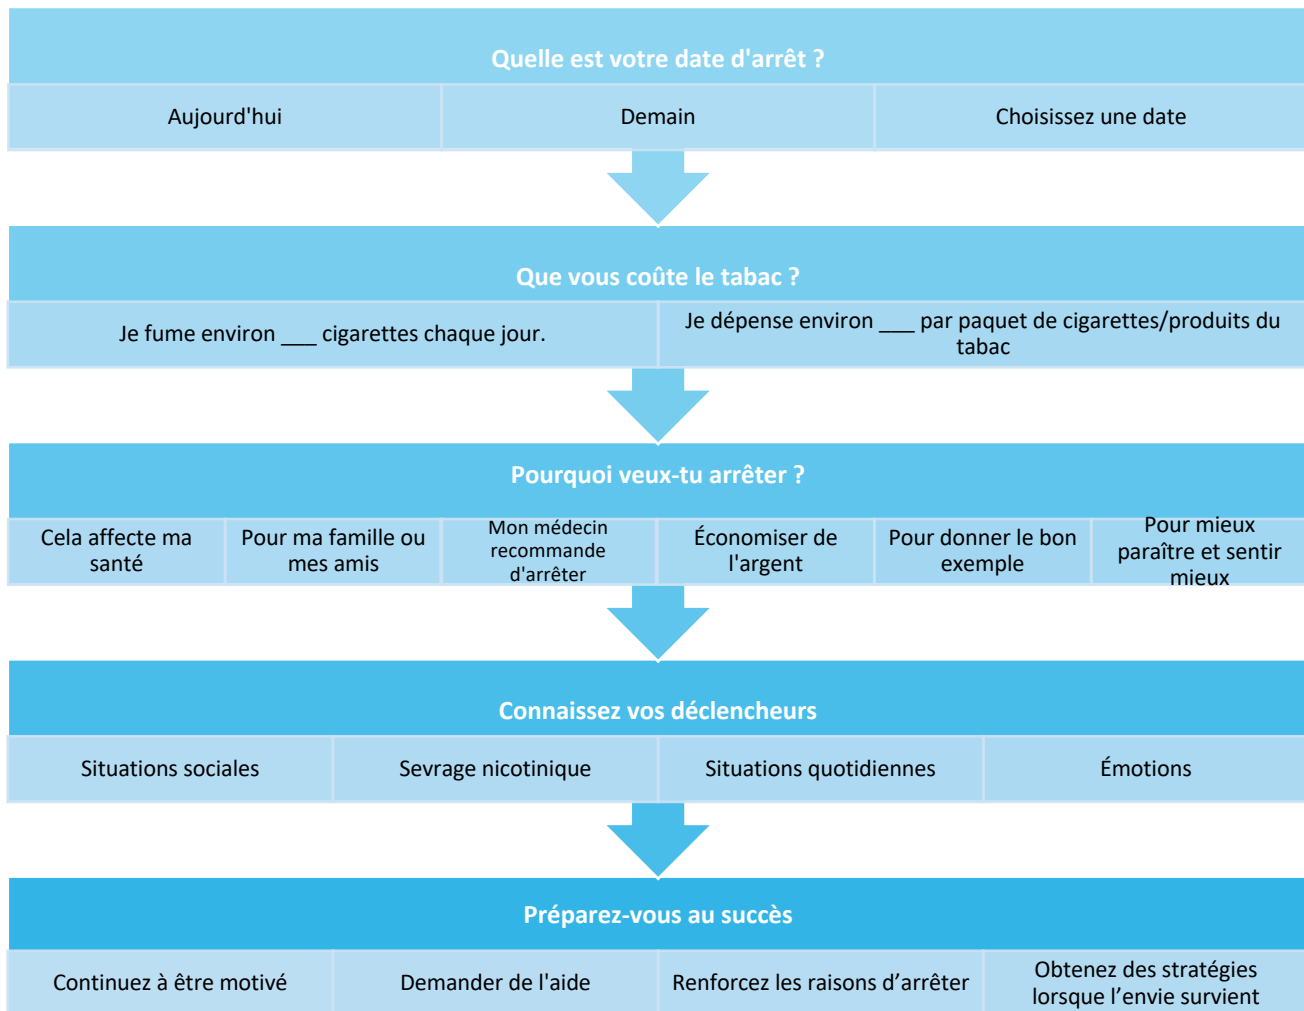 Quelle est votre date d'arrêt ?
Aujourd'hui
Demain
Choisissez une date
Que vous coûte le tabac ?
Je fume environ ___ cigarettes chaque jour.
Je dépense environ ___ par paquet de cigarettes/produits du
tabac
Pourquoi veux-tu arrêter ?
Cela affecte ma
santé
Pour ma famille ou
mes amis
Mon médecin
recommande
d'arrêter
Économiser de
l'argent
Pour donner le bon
exemple
Pour mieux
paraître et sentir
mieux
Connaissez vos déclencheurs
Situations sociales
Sevrage nicotinique
Situations quotidiennes
Émotions
Préparez-vous au succès
Continuez à être motivé
Demander de l'aide
Renforcez les raisons d’arrêter
Obtenez des stratégies
lorsque l’envie survient